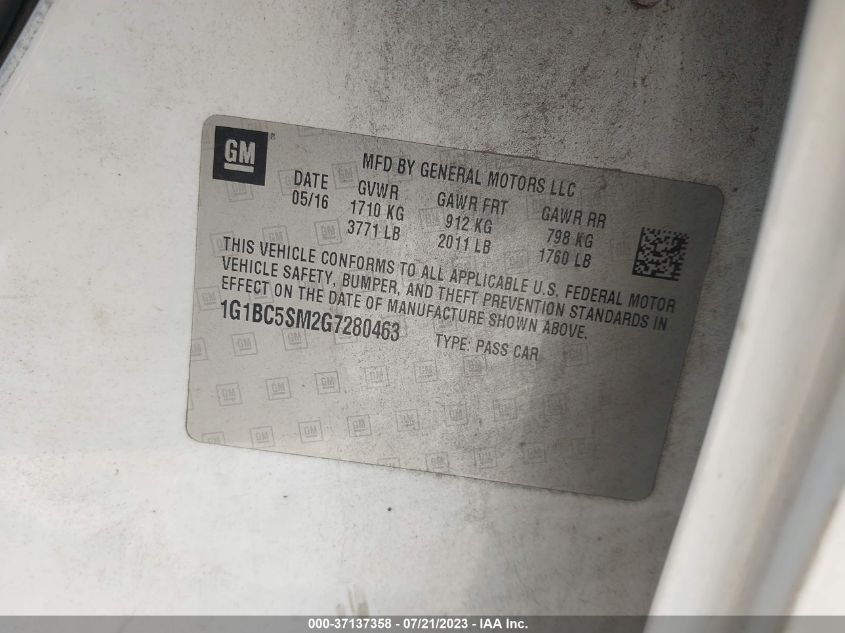 GM ®
MFD BY GENERAL MOTORS LLC
DATE GVWR GAWR FRT GAWR RR
05/16 1710 KG 912 KG 798 KG
3771 LB 2011 LB 1760 LB
THIS VEHICLE CONFORMS TO ALL APPLICABLE U.S. FEDERAL MOTOR
VEHICLE SAFETY, BUMPER, AND THEFT PREVENTION STANDARDS IN
EFFECT ON THE DATE OF MANUFACTURE SHOWN ABOVE.
1G1BC5SM2G7280463 TYPE: PASS CAR
000-37137358 - 07/21/2023 - IAA Inc.